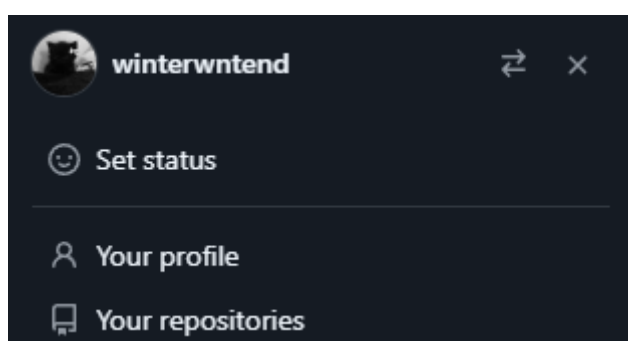 winterwntend
Set status
Your profile
Your repositories